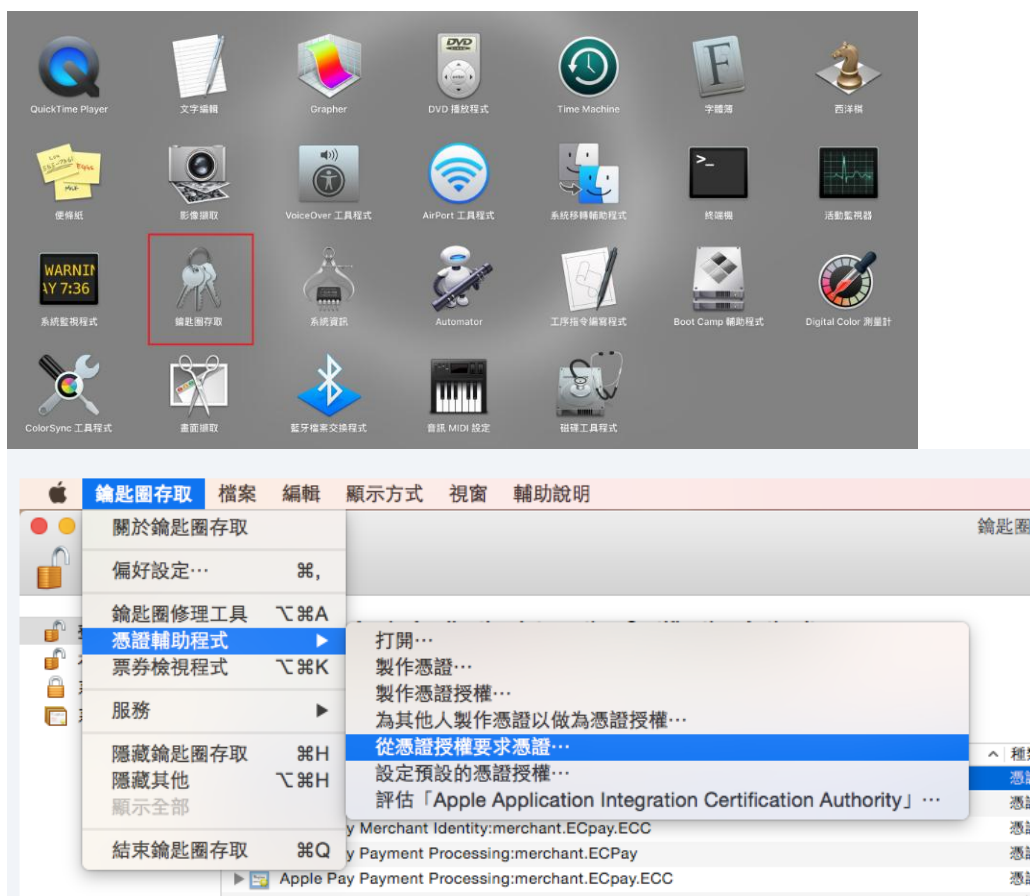 QuickTime Player
文字編輯
Grapher
DVD 播放程式
Time Machine
字體簿
西洋棋
便條紙
影像擷取
VoiceOver 工具程式
AirPort 工具程式
系統移轉輔助程式
終端機
活動監視器
WARNIN
AY 7:36
系統監視程式
鑰匙圈存取
系統資訊
Automator
工序指令編寫程式
Boot Camp 輔助程式
Digital Color 測量計
ColorSync 工具程式
畫面擷取
藍牙檔案交換程式
音訊 MIDI 設定
磁碟工具程式
鑰匙圈存取 檔案 編輯 顯示方式 視窗 輔助說明
鑰匙圈
關於鑰匙圈存取
偏好設定… ⌘,
鑰匙圈修理工具 ⌥⌘A
憑證輔助程式 ▶
票券檢視程式 ⌥⌘K
服務 ▶
隱藏鑰匙圈存取 ⌘H
隱藏其他 ⌥⌘H
顯示全部
結束鑰匙圈存取 ⌘Q
打開…
製作憑證…
製作憑證授權…
為其他人製作憑證以做為憑證授權…
從憑證授權要求憑證…
設定預設的憑證授權…
評估「Apple Application Integration Certification Authority」…
種類
憑證
憑證
y Merchant Identity:merchant.ECpay.ECC 憑證
y Payment Processing:merchant.ECPay 憑證
Apple Pay Payment Processing:merchant.ECpay.ECC 憑證